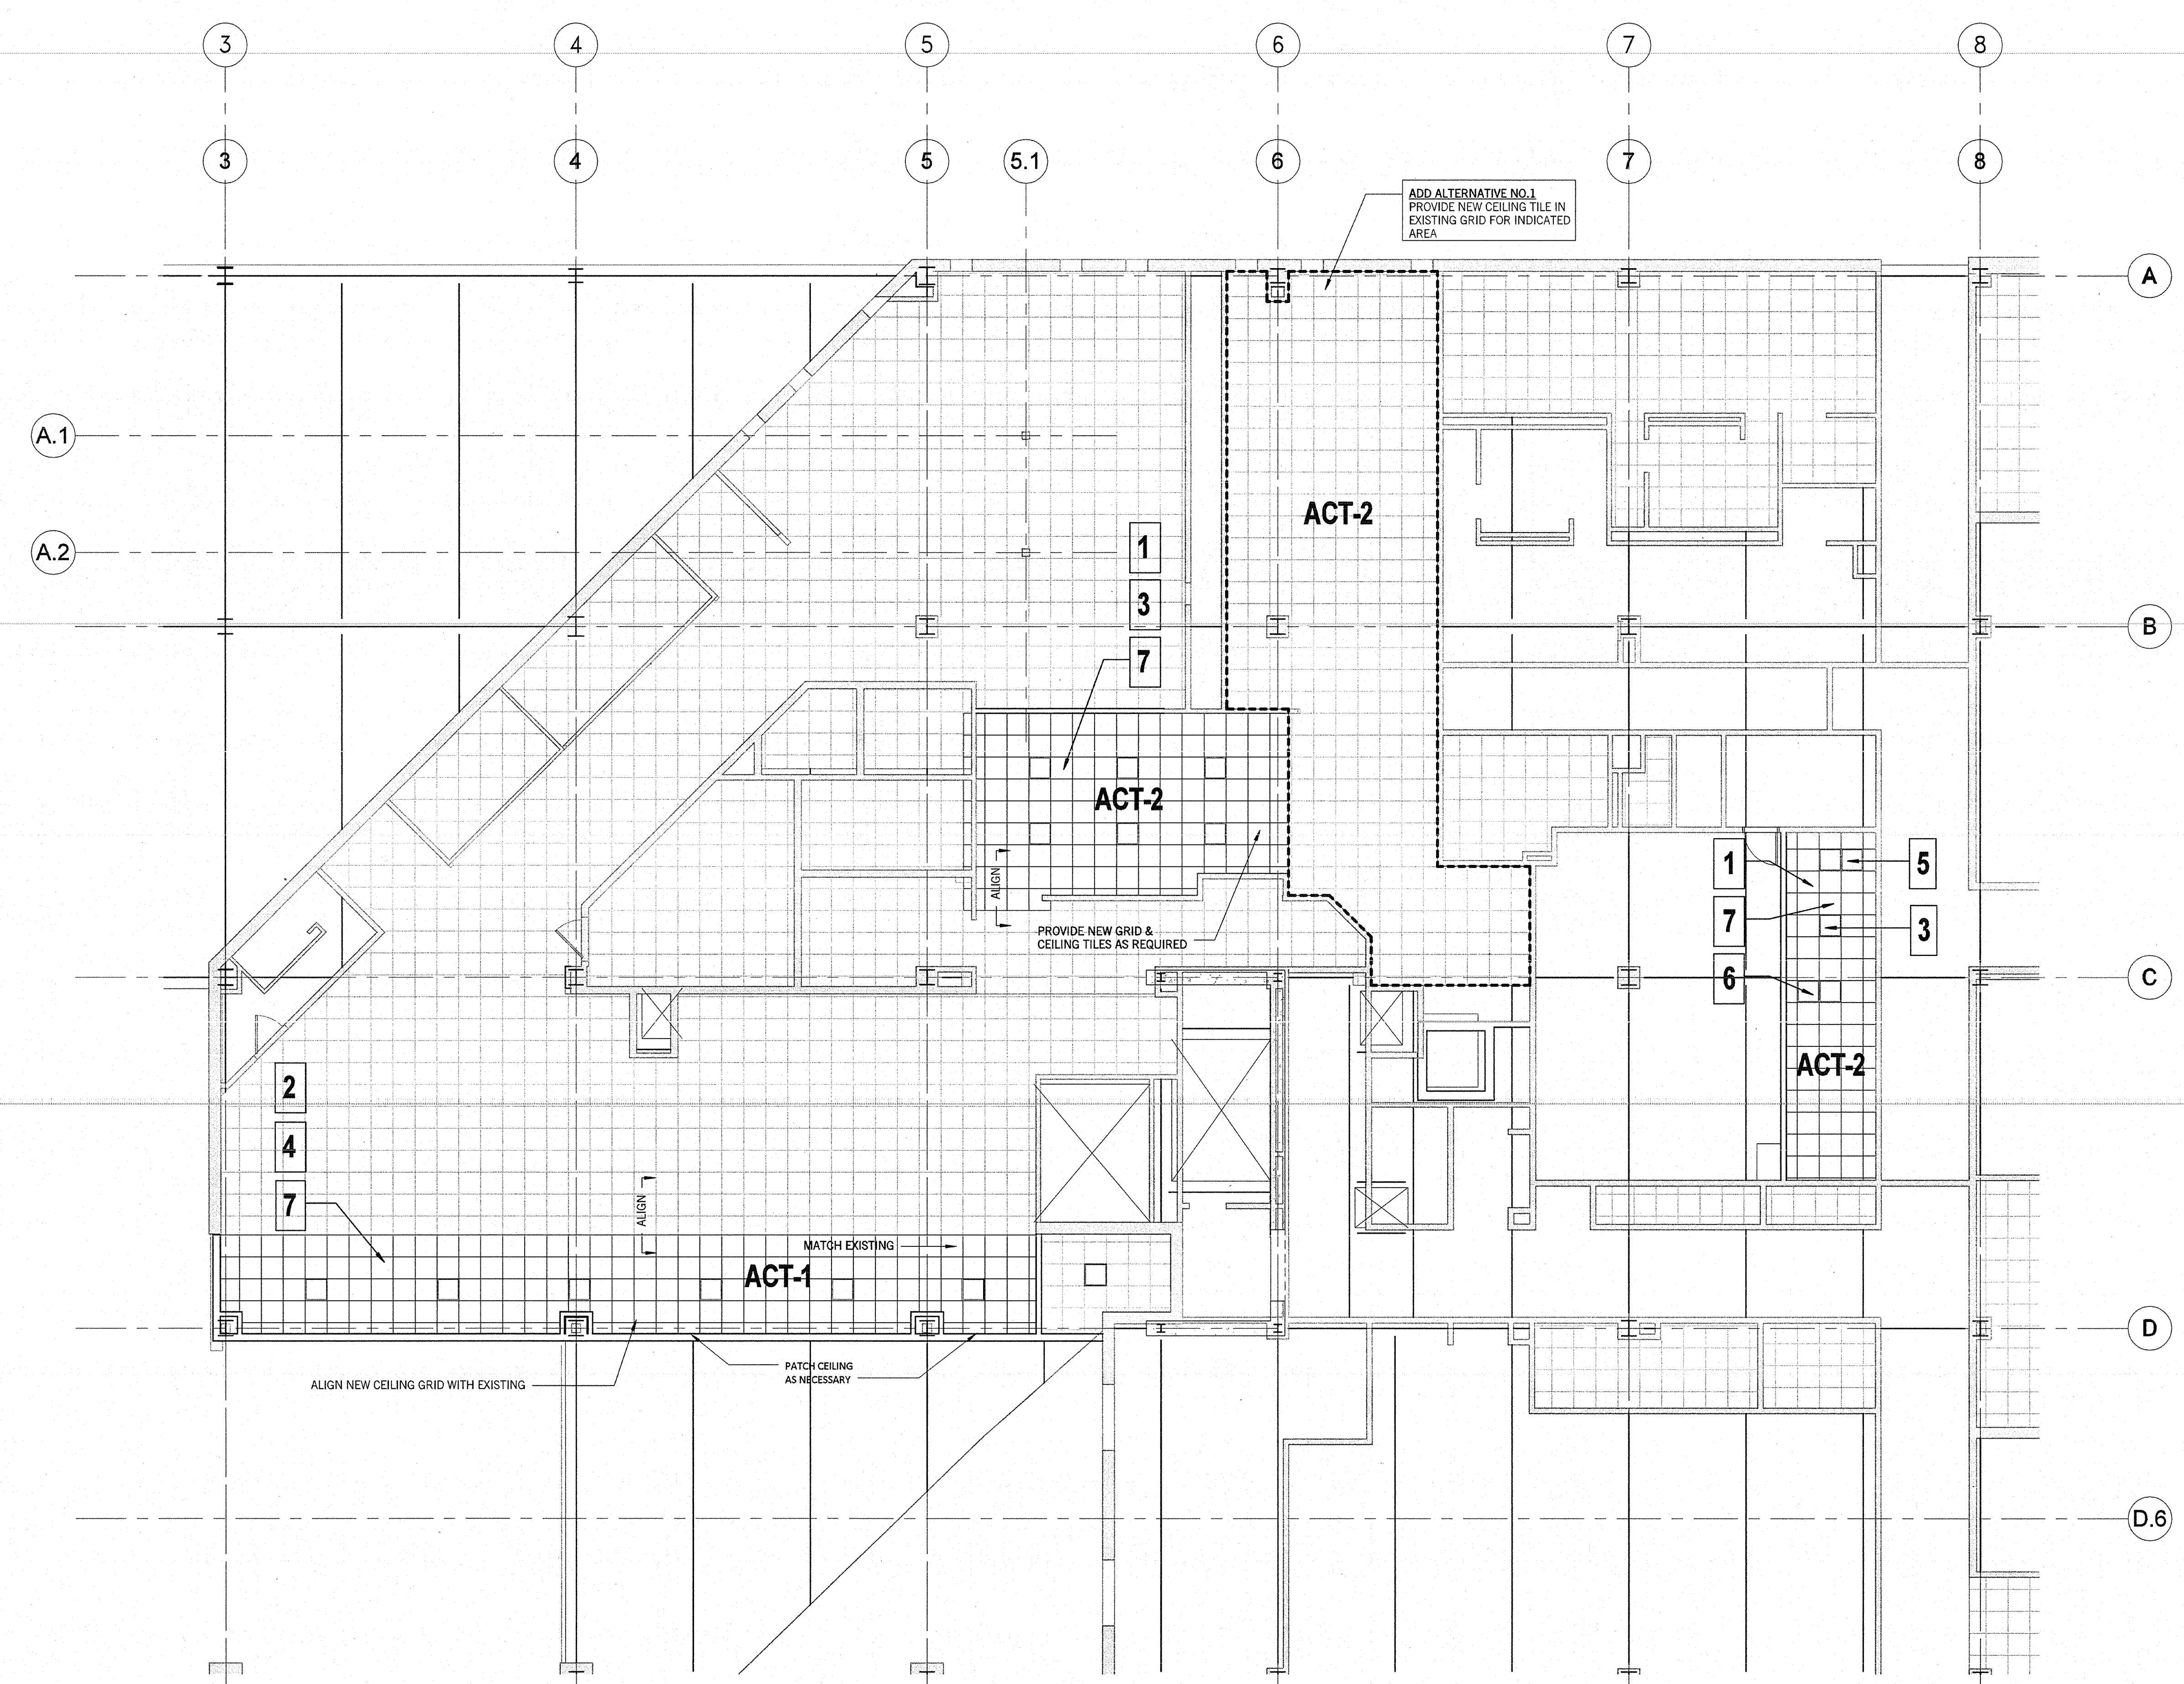 3 4 5 6 7 8
3 4 5 5.1 6 7 8
ADD ALTERNATIVE NO.1
PROVIDE NEW CEILING TILE IN
EXISTING GRID FOR INDICATED
AREA
A
A.1
ACT-2
1
A.2
3
B
7
ACT-2
ALIGN
PROVIDE NEW GRID &
CEILING TILES AS REQUIRED
1
5
7
3
6
C
ACT-2
2
4
7
ALIGN
MATCH EXISTING
ACT-1
D
PATCH CEILING
AS NECESSARY
ALIGN NEW CEILING GRID WITH EXISTING
D.6